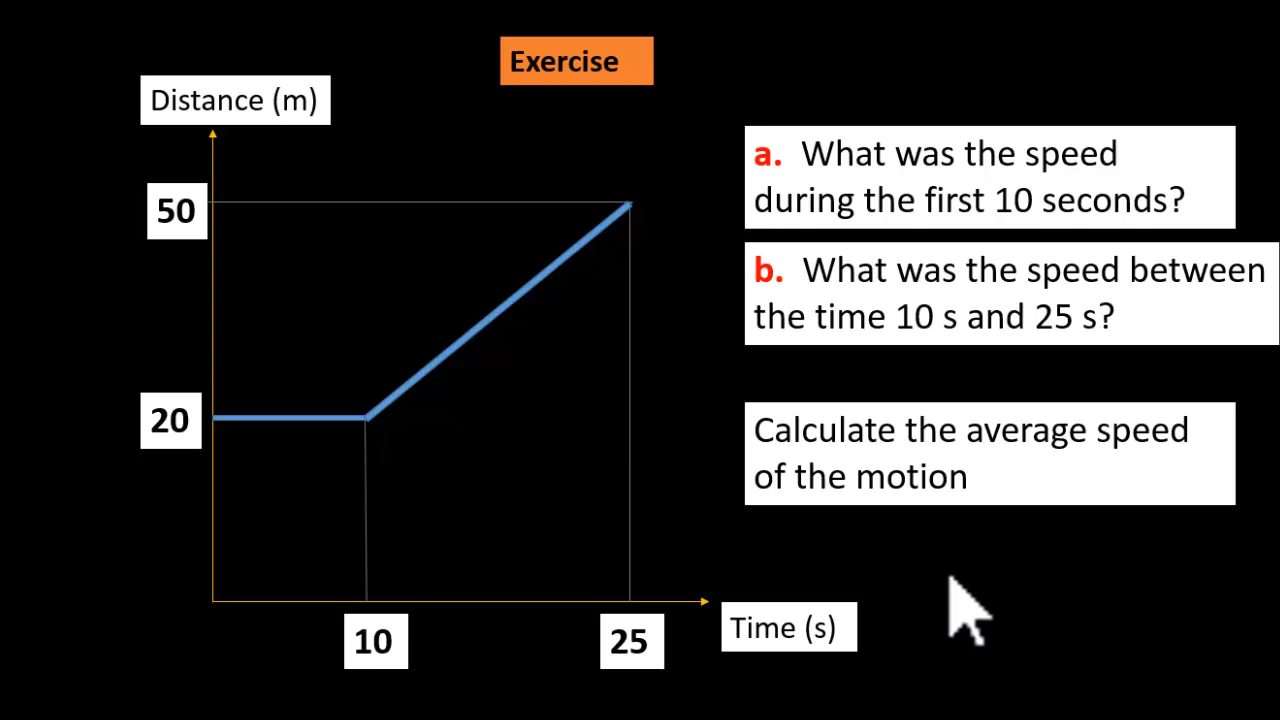 Exercise
Distance (m)
50
20
10
25
Time (s)
a. What was the speed
during the first 10 seconds?
b. What was the speed between
the time 10 s and 25 s?
Calculate the average speed
of the motion